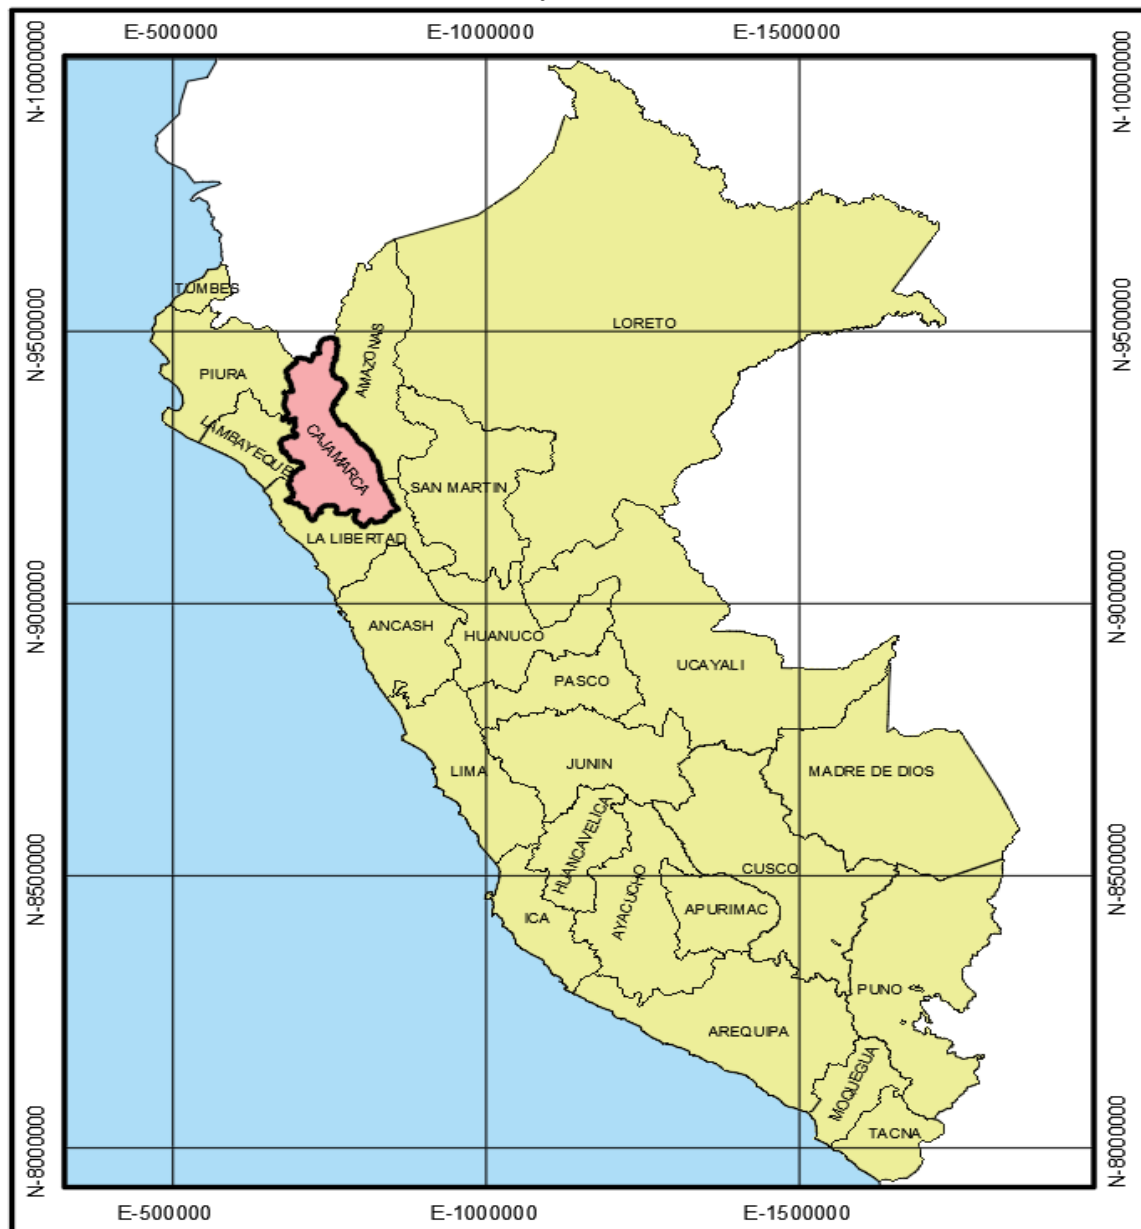 E-500000
E-1000000
E-1500000
N-10000000
N-10000000
TUMBES
LORETO
N-9500000
N-9500000
AMAZONAS
PIURA
LAMBAYEQUE
CAJAMARCA
SAN MARTIN
LA LIBERTAD
N-9000000
N-9000000
ANCASH
HUANUCO
UCAYALI
PASCO
LIMA
JUNIN
MADRE DE DIOS
HUANCAVELICA
CUSCO
N-8500000
N-8500000
ICA
AYACUCHO
APURIMAC
PUNO
AREQUIPA
MOQUEGUA
TACNA
N-8000000
N-8000000
E-500000
E-1000000
E-1500000